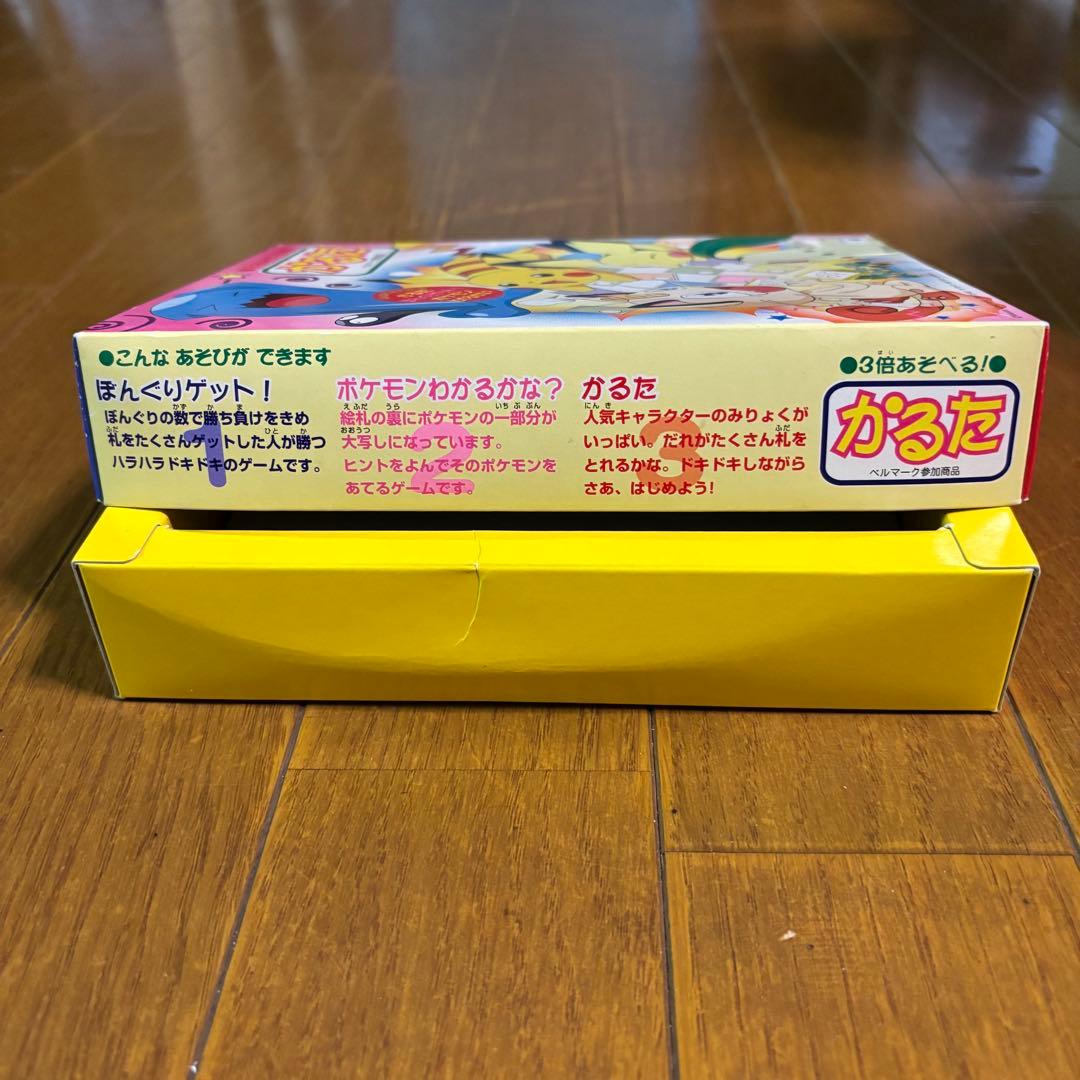 ●こんな あそびが できます
ぼんぐりゲット!
ぼんぐりの数で勝ち負けをきめ
札をたくさんゲットした人が勝つ
ハラハラドキドキのゲームです。
1
ポケモンわかるかな?
絵札の裏にポケモンの一部分が
大写しになっています。
ヒントをよんでそのポケモンを
あてるゲームです。
2
かるた
人気キャラクターのみりょくが
いっぱい。だれがたくさん札を
とれるかな。ドキドキしながら
さあ、はじめよう!
3
●3倍あそべる!●
かるた
ベルマーク参加商品